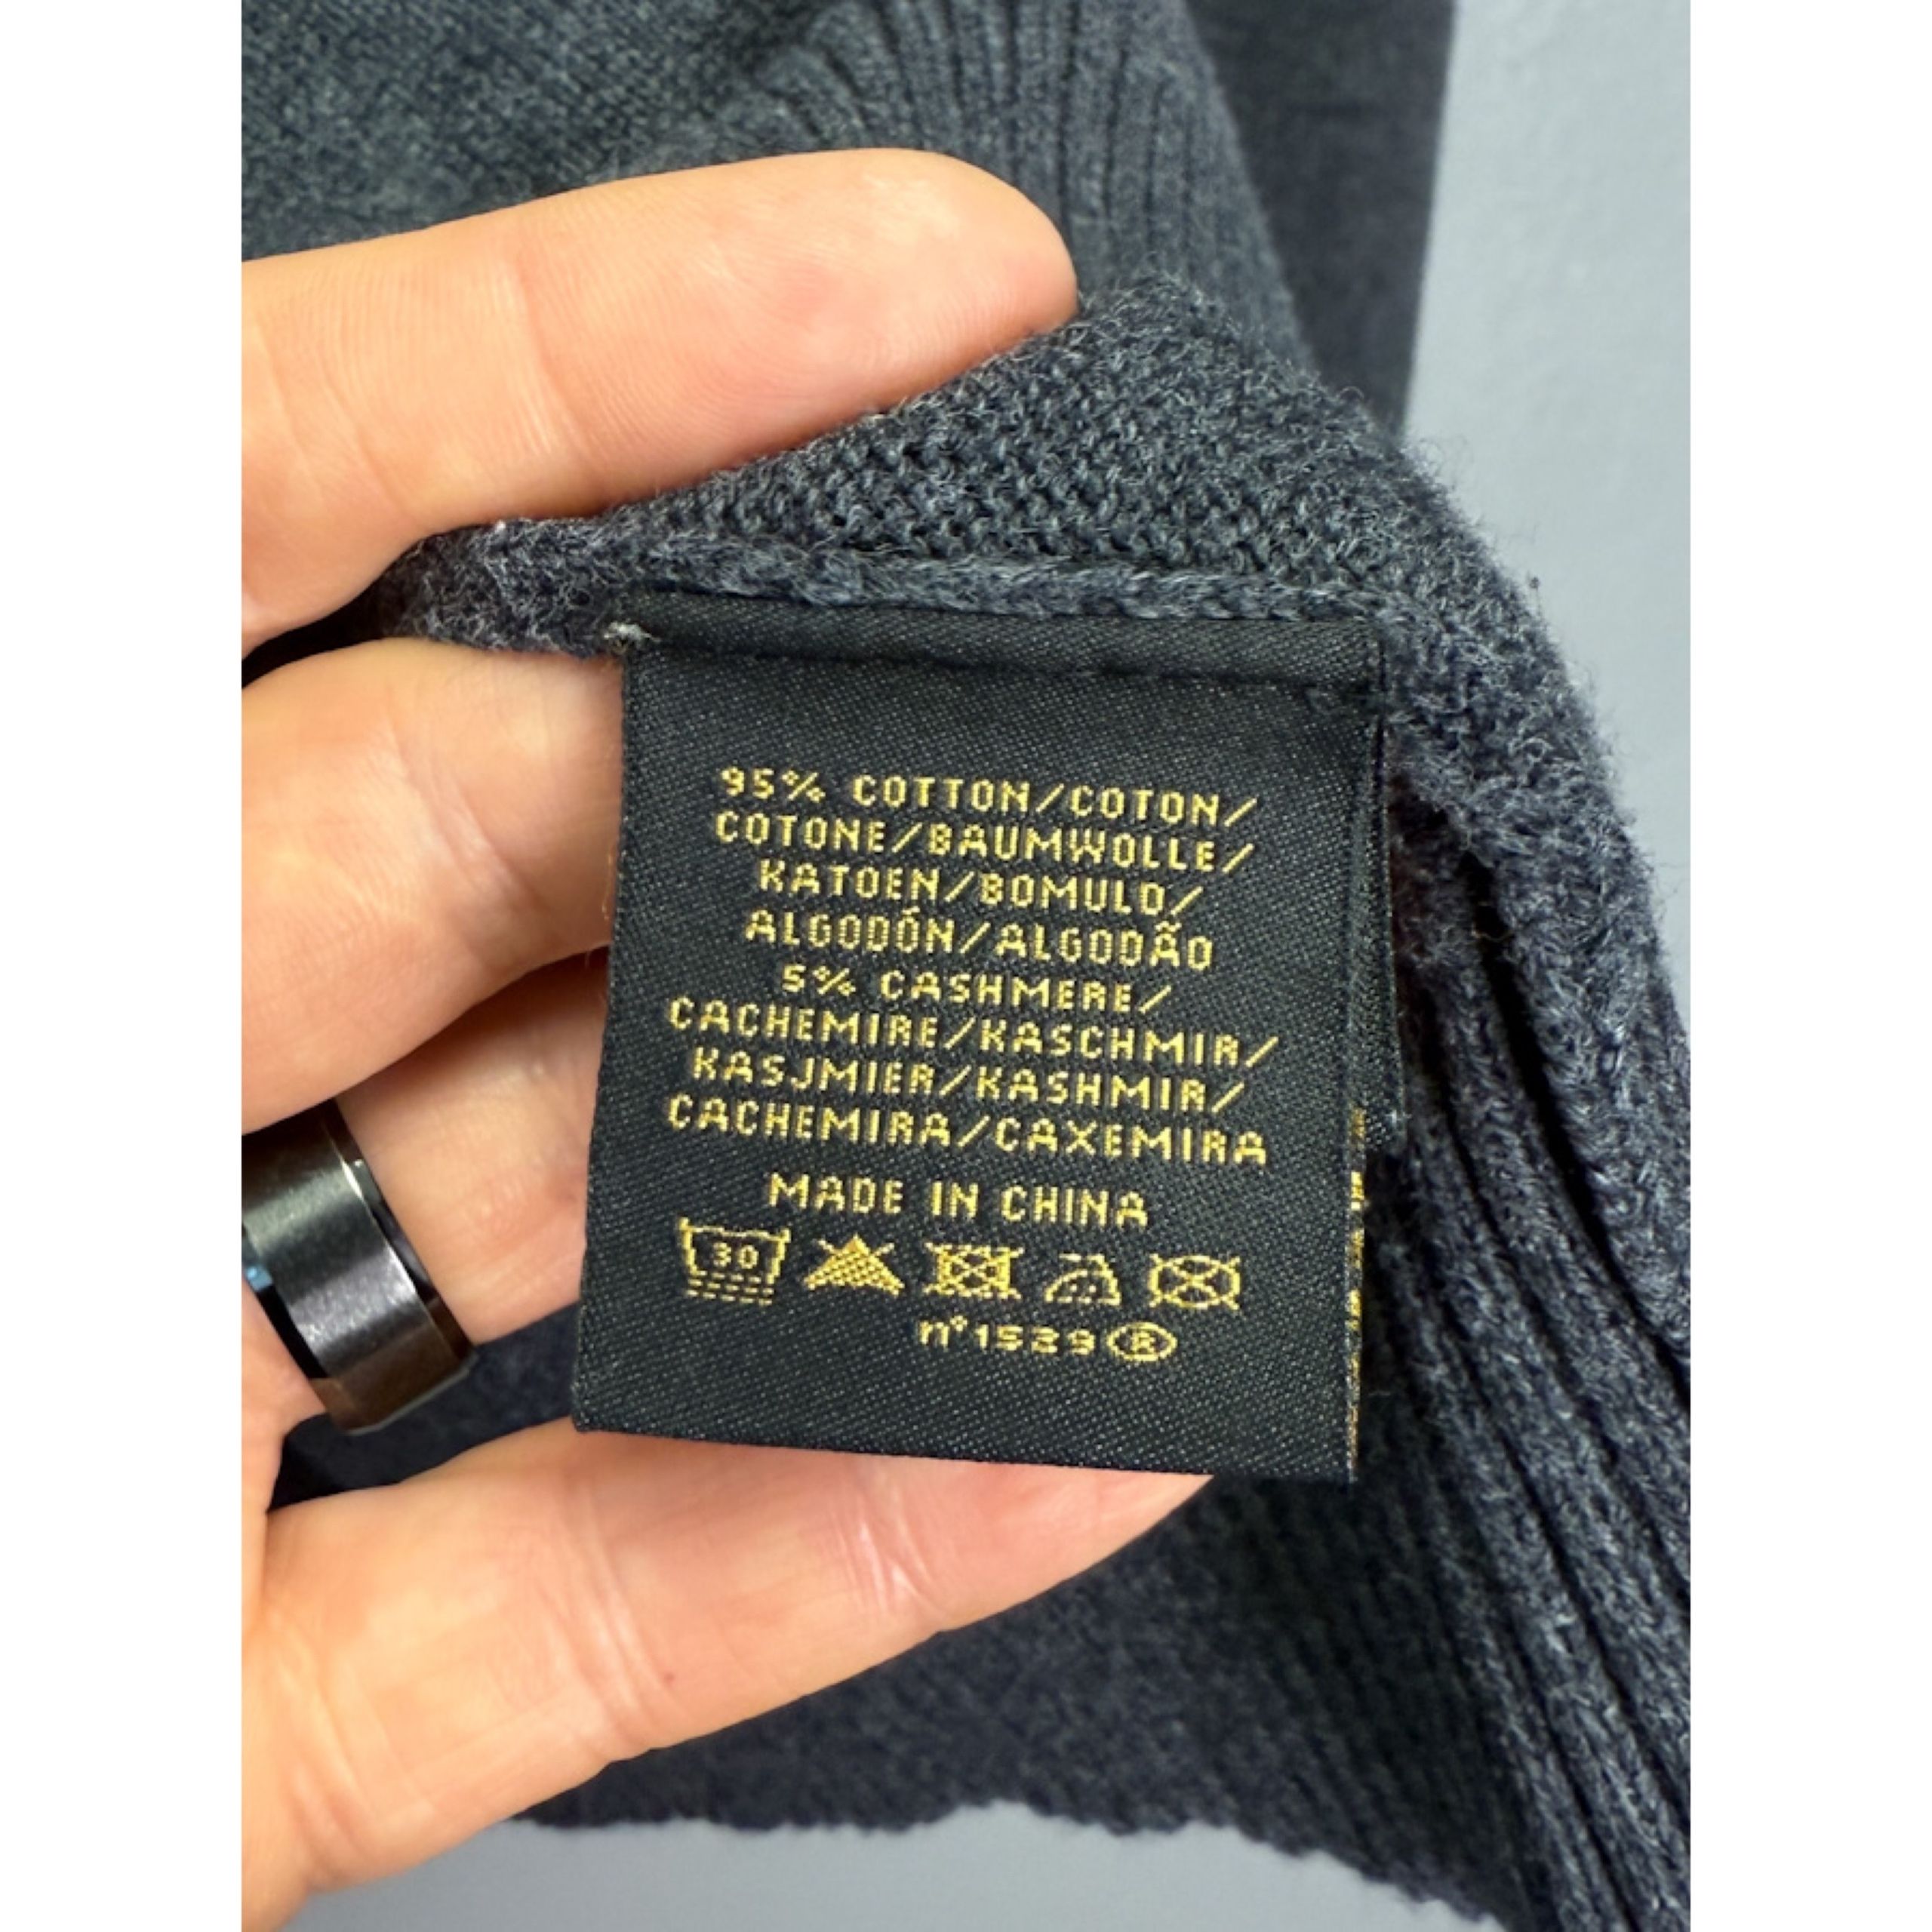 95% COTTON/COTON/
COTONE/BAUMWOLLE/
KATOEN/BOMULD/
ALGODÓN/ALGODÃO
5% CASHMERE/
CACHEMIRE/KASCHMIR/
KASJMIER/KASHMIR/
CACHEMIRA/CAXEMIRA
MADE IN CHINA
30
n°1529®